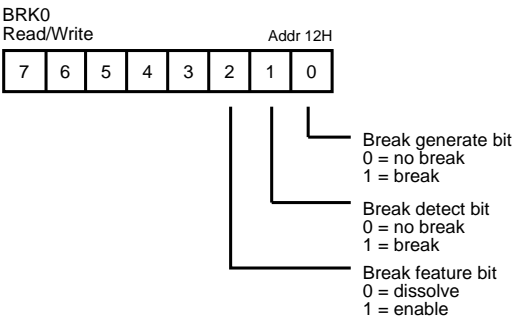 BRK0
Read/Write Addr 12H
7 6 5 4 3 2 1 0
Break generate bit
0 = no break
1 = break
Break detect bit
0 = no break
1 = break
Break feature bit
0 = dissolve
1 = enable